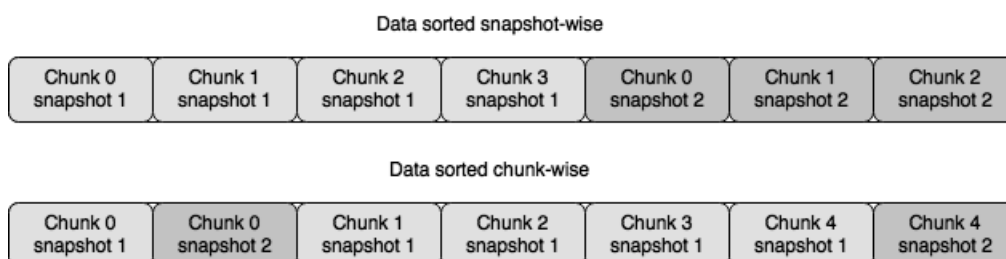 Data sorted snapshot-wise
Chunk 0 Chunk 1 Chunk 2 Chunk 3 Chunk 0 Chunk 1 Chunk 2
snapshot 1 snapshot 1 snapshot 1 snapshot 1 snapshot 2 snapshot 2 snapshot 2
Data sorted chunk-wise
Chunk 0 Chunk 0 Chunk 1 Chunk 2 Chunk 3 Chunk 4 Chunk 4
snapshot 1 snapshot 2 snapshot 1 snapshot 1 snapshot 1 snapshot 1 snapshot 2